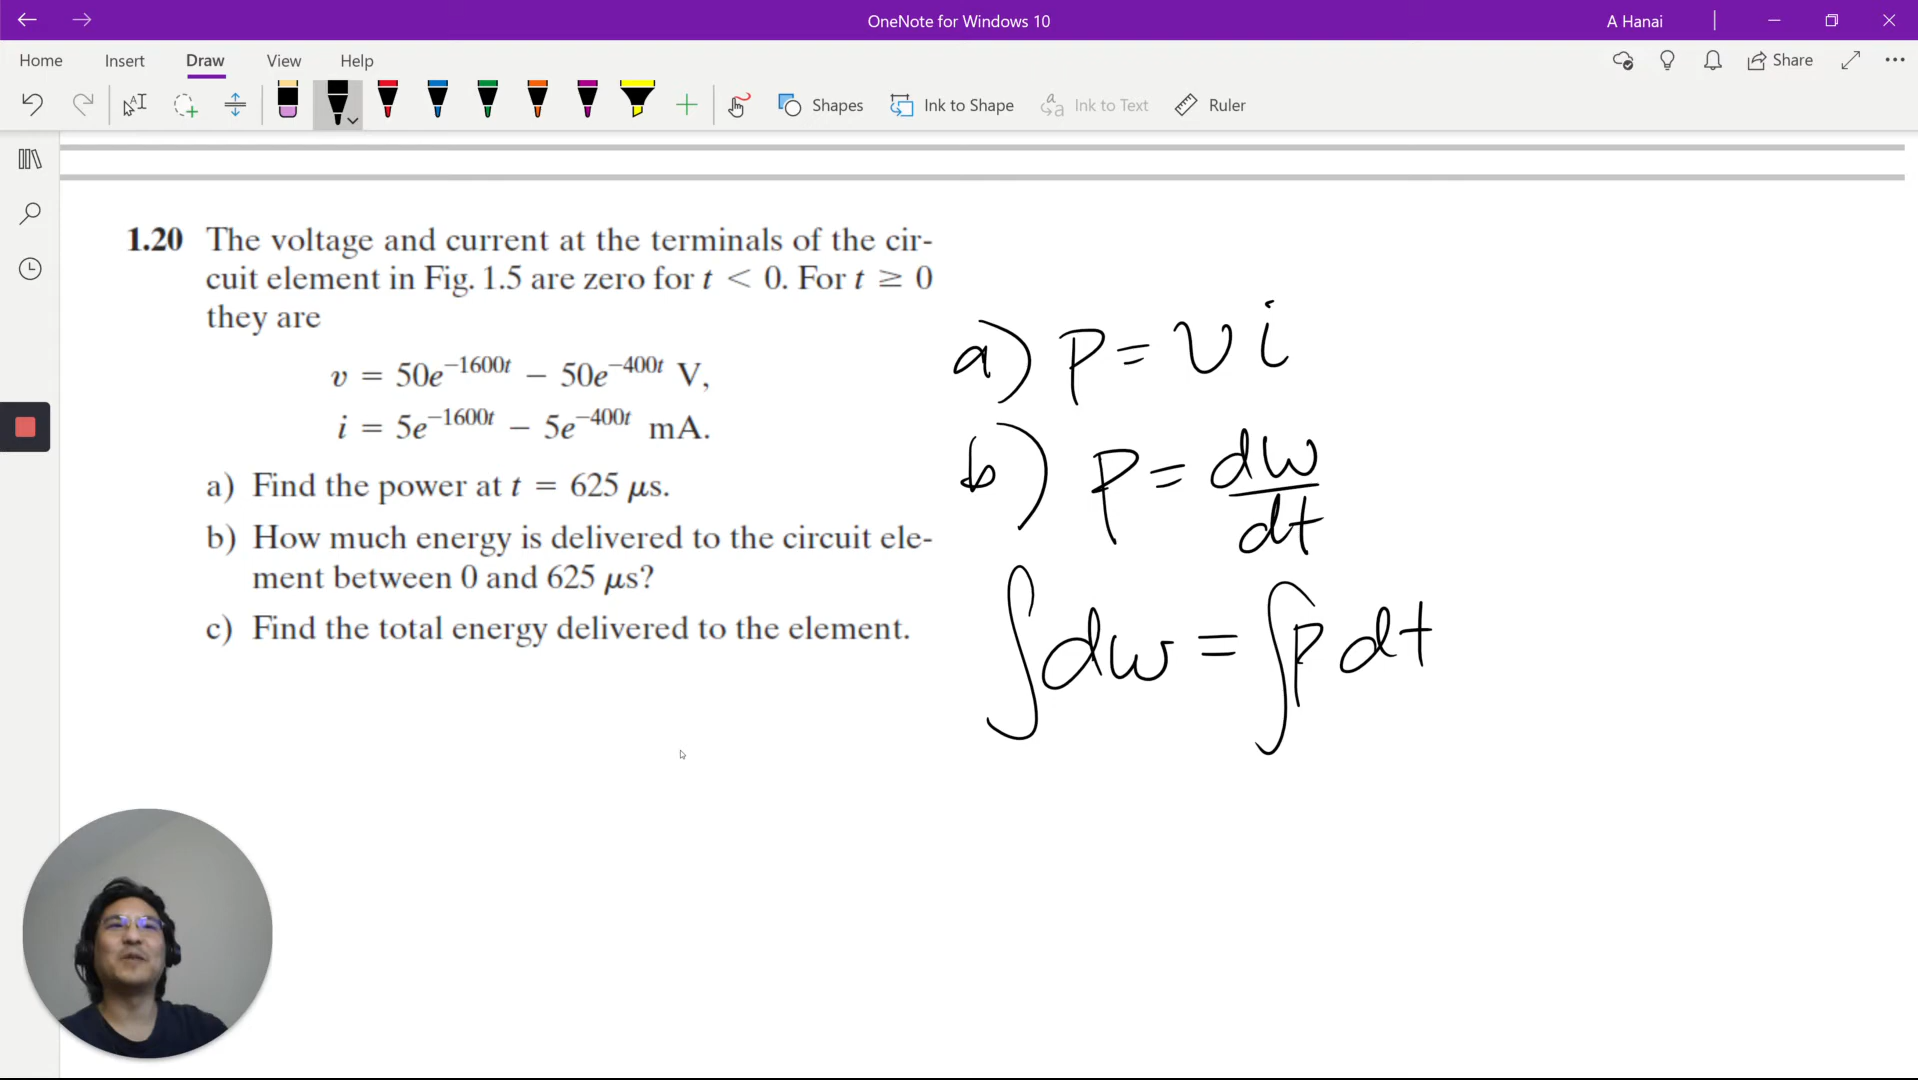 OneNote for Windows 10
A Hanai
Home Insert Draw View Help
Share
Shapes
Ink to Shape
Ink to Text
Ruler
1.20 The voltage and current at the terminals of the cir-
cuit element in Fig. 1.5 are zero for t < 0. For t ≥ 0
they are
v = 50e^{−1600t} − 50e^{−400t} V,
i = 5e^{−1600t} − 5e^{−400t} mA.
a) Find the power at t = 625 μs.
b) How much energy is delivered to the circuit ele-
ment between 0 and 625 μs?
c) Find the total energy delivered to the element.
a) p = v i
b) p = dw/dt
∫dw = ∫p dt